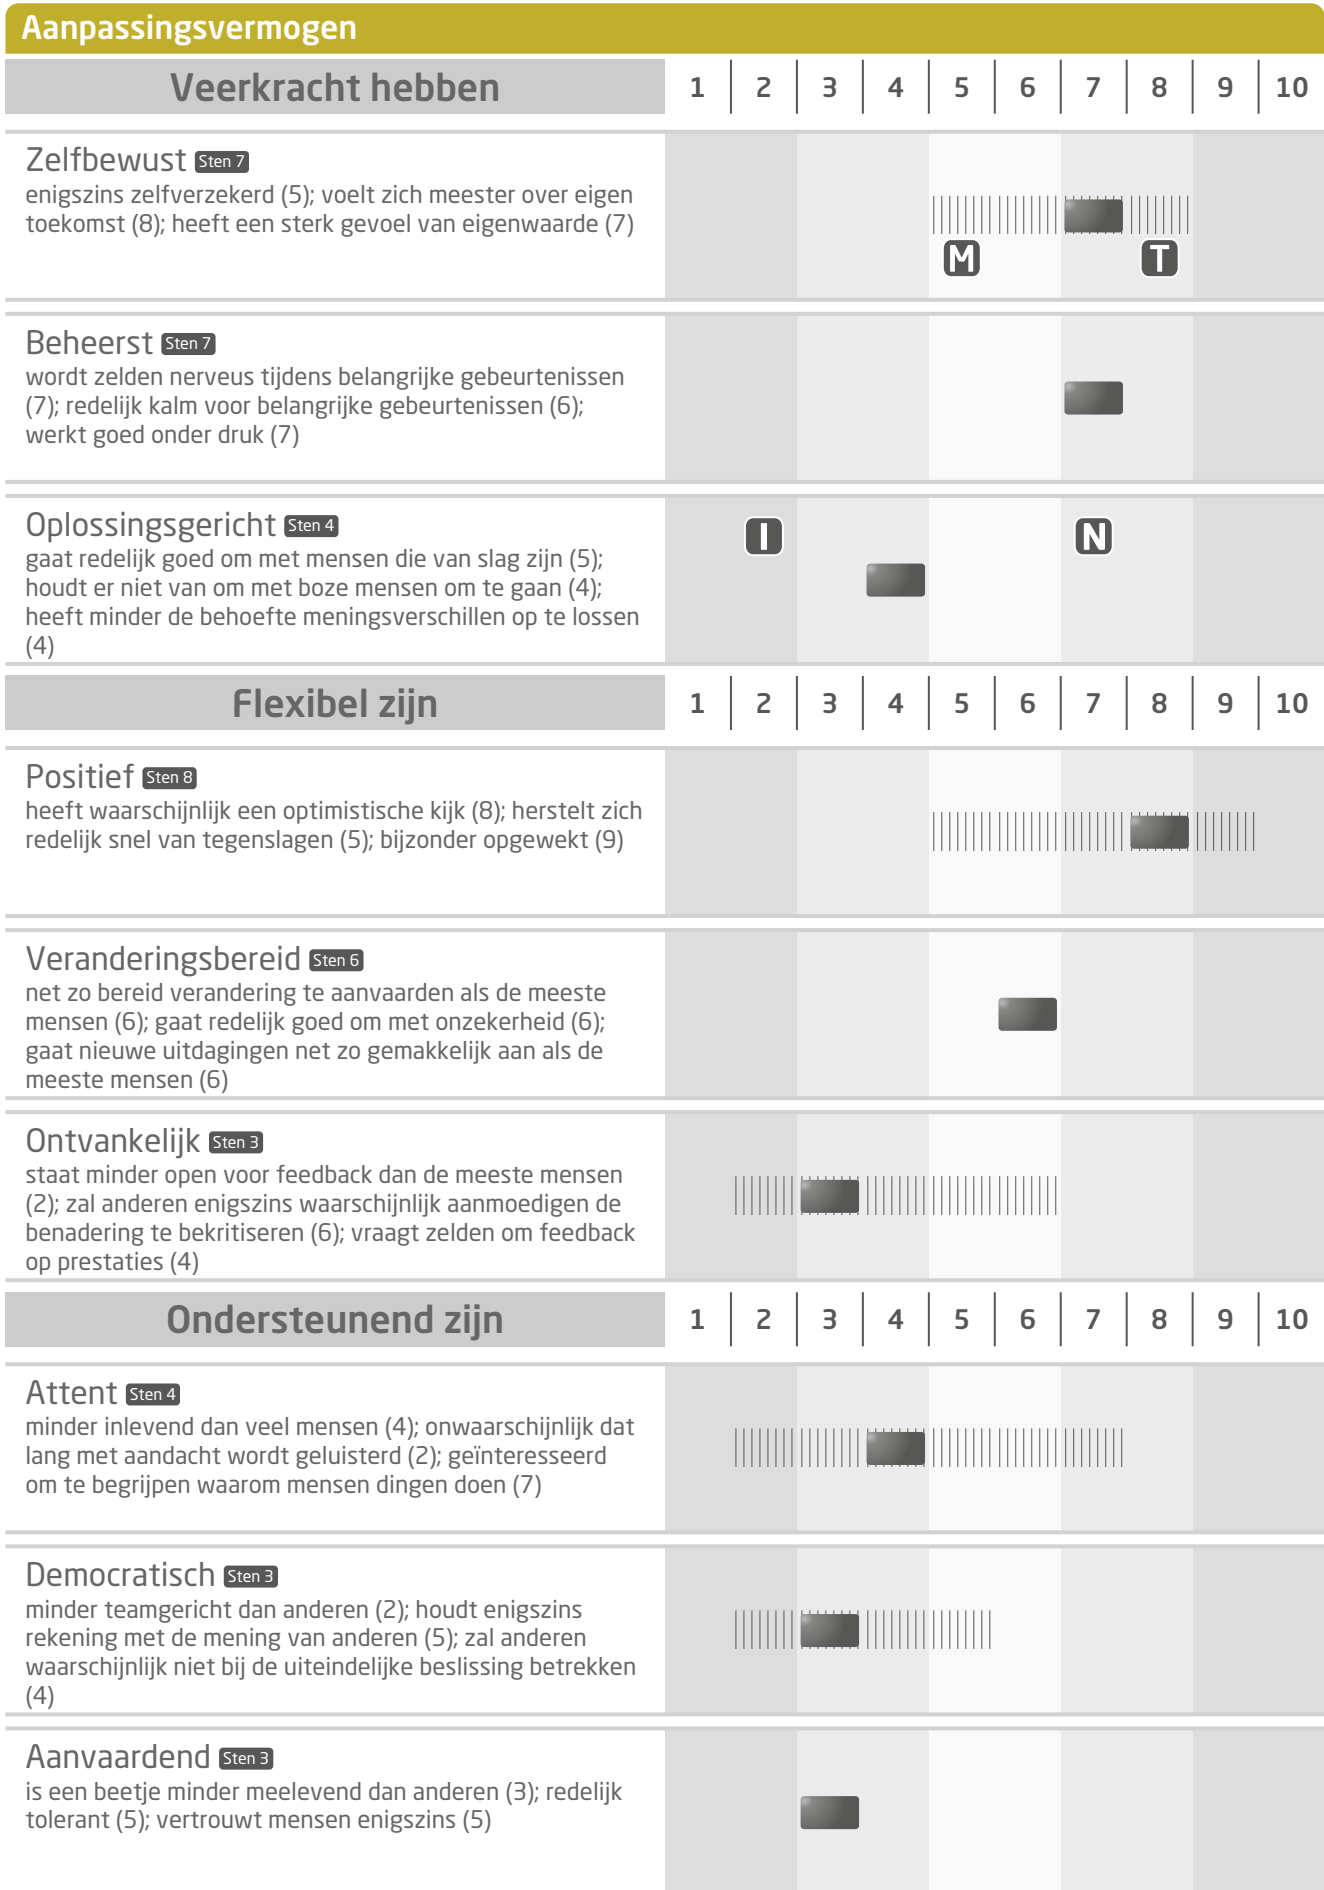 Aanpassingsvermogen
Veerkracht hebben 1 2 3 4 5 6 7 8 9 10
Zelfbewust Sten 7
enigszins zelfverzekerd (5); voelt zich meester over eigen
toekomst (8); heeft een sterk gevoel van eigenwaarde (7)
M T
Beheerst Sten 7
wordt zelden nerveus tijdens belangrijke gebeurtenissen
(7); redelijk kalm voor belangrijke gebeurtenissen (6);
werkt goed onder druk (7)
Oplossingsgericht Sten 4
I N
gaat redelijk goed om met mensen die van slag zijn (5);
houdt er niet van om met boze mensen om te gaan (4);
heeft minder de behoefte meningsverschillen op te lossen
(4)
Flexibel zijn 1 2 3 4 5 6 7 8 9 10
Positief Sten 8
heeft waarschijnlijk een optimistische kijk (8); herstelt zich
redelijk snel van tegenslagen (5); bijzonder opgewekt (9)
Veranderingsbereid Sten 6
net zo bereid verandering te aanvaarden als de meeste
mensen (6); gaat redelijk goed om met onzekerheid (6);
gaat nieuwe uitdagingen net zo gemakkelijk aan als de
meeste mensen (6)
Ontvankelijk Sten 3
staat minder open voor feedback dan de meeste mensen
(2); zal anderen enigszins waarschijnlijk aanmoedigen de
benadering te bekritiseren (6); vraagt zelden om feedback
op prestaties (4)
Ondersteunend zijn 1 2 3 4 5 6 7 8 9 10
Attent Sten 4
minder inlevend dan veel mensen (4); onwaarschijnlijk dat
lang met aandacht wordt geluisterd (2); geïnteresseerd
om te begrijpen waarom mensen dingen doen (7)
Democratisch Sten 3
minder teamgericht dan anderen (2); houdt enigszins
rekening met de mening van anderen (5); zal anderen
waarschijnlijk niet bij de uiteindelijke beslissing betrekken
(4)
Aanvaardend Sten 3
is een beetje minder meelevend dan anderen (3); redelijk
tolerant (5); vertrouwt mensen enigszins (5)